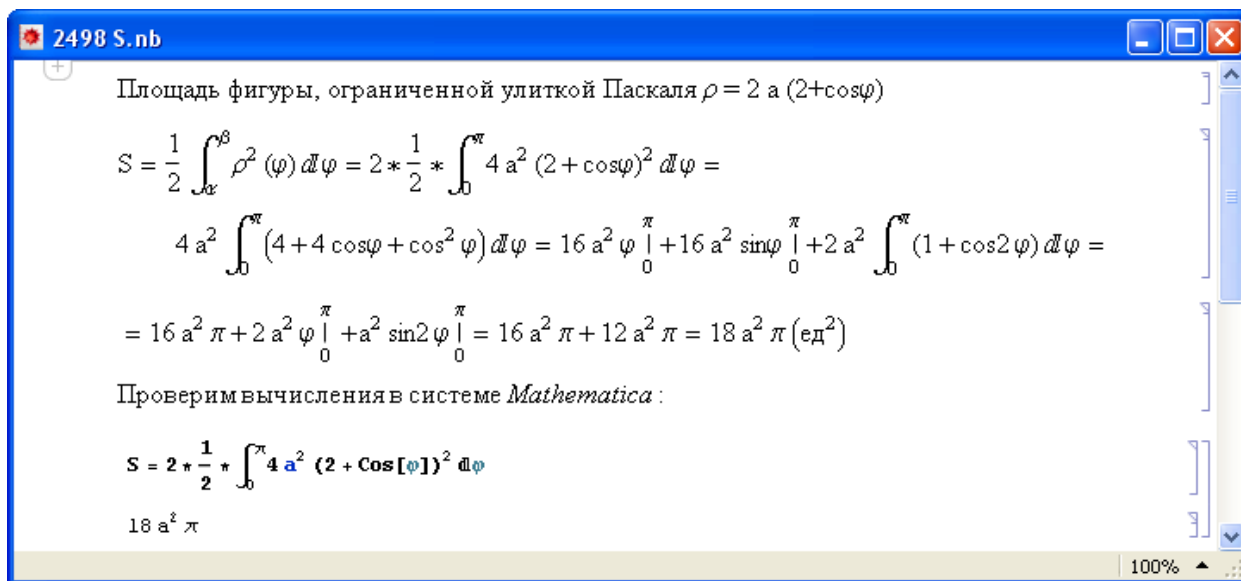 2498 S.nb
Площадь фигуры, ограниченной улиткой Паскаля ρ = 2 a (2+cosφ)
S = 1/2 ∫_α^β ρ² (φ) ⅆφ = 2 * 1/2 * ∫_0^π 4 a² (2 + cosφ)² ⅆφ =
4 a² ∫_0^π (4 + 4 cosφ + cos² φ) ⅆφ = 16 a² φ |_0^π + 16 a² sinφ |_0^π + 2 a² ∫_0^π (1 + cos2 φ) ⅆφ =
= 16 a² π + 2 a² φ |_0^π + a² sin2 φ |_0^π = 16 a² π + 12 a² π = 18 a² π (ед²)
Проверим вычисления в системе Mathematica :
S = 2 * 1/2 * ∫_0^π 4 a² (2 + Cos[φ])² ⅆφ
18 a² π
100%